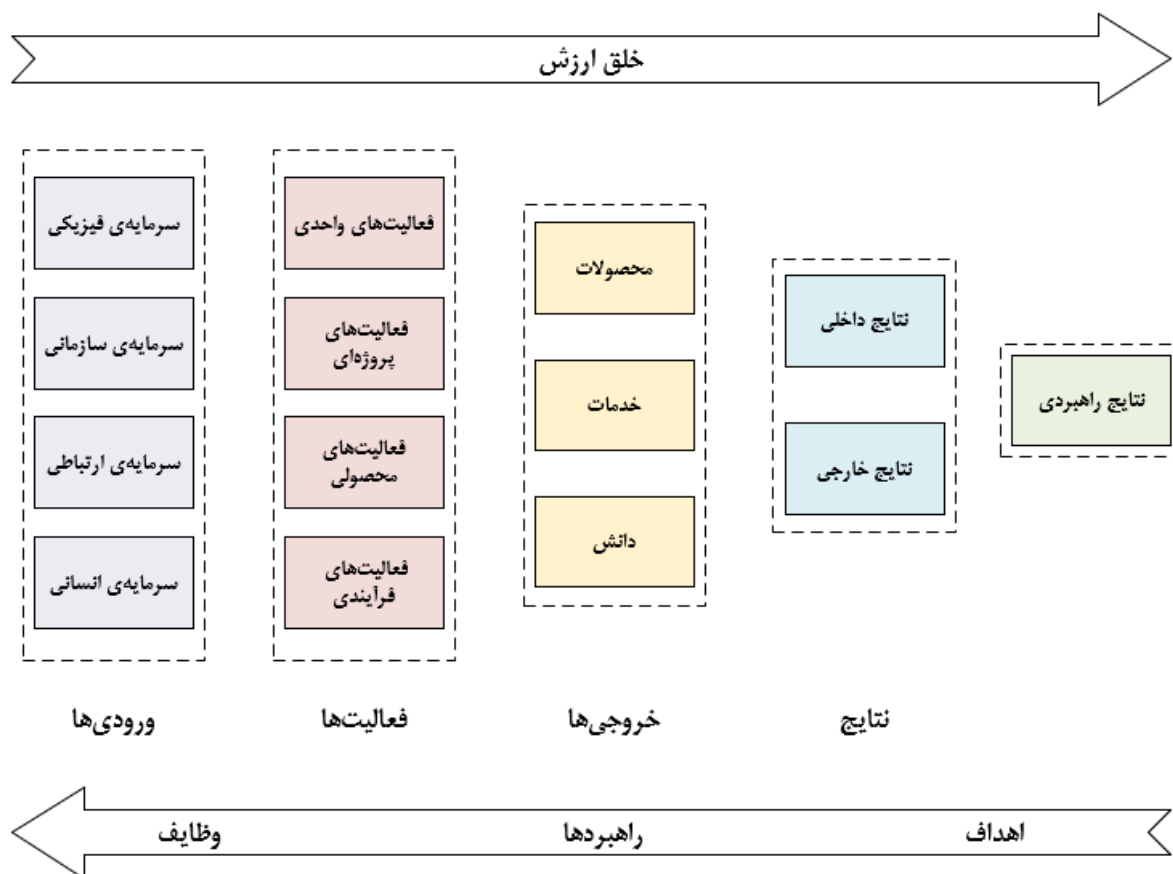 خلق ارزش
سرمایه‌ی فیزیکی
سرمایه‌ی سازمانی
سرمایه‌ی ارتباطی
سرمایه‌ی انسانی
ورودی‌ها
فعالیت‌های واحدی
فعالیت‌های
پروژه‌ای
فعالیت‌های
محصولی
فعالیت‌های
فرآیندی
فعالیت‌ها
محصولات
خدمات
دانش
خروجی‌ها
نتایج داخلی
نتایج خارجی
نتایج
نتایج راهبردی
اهداف
راهبردها
وظایف